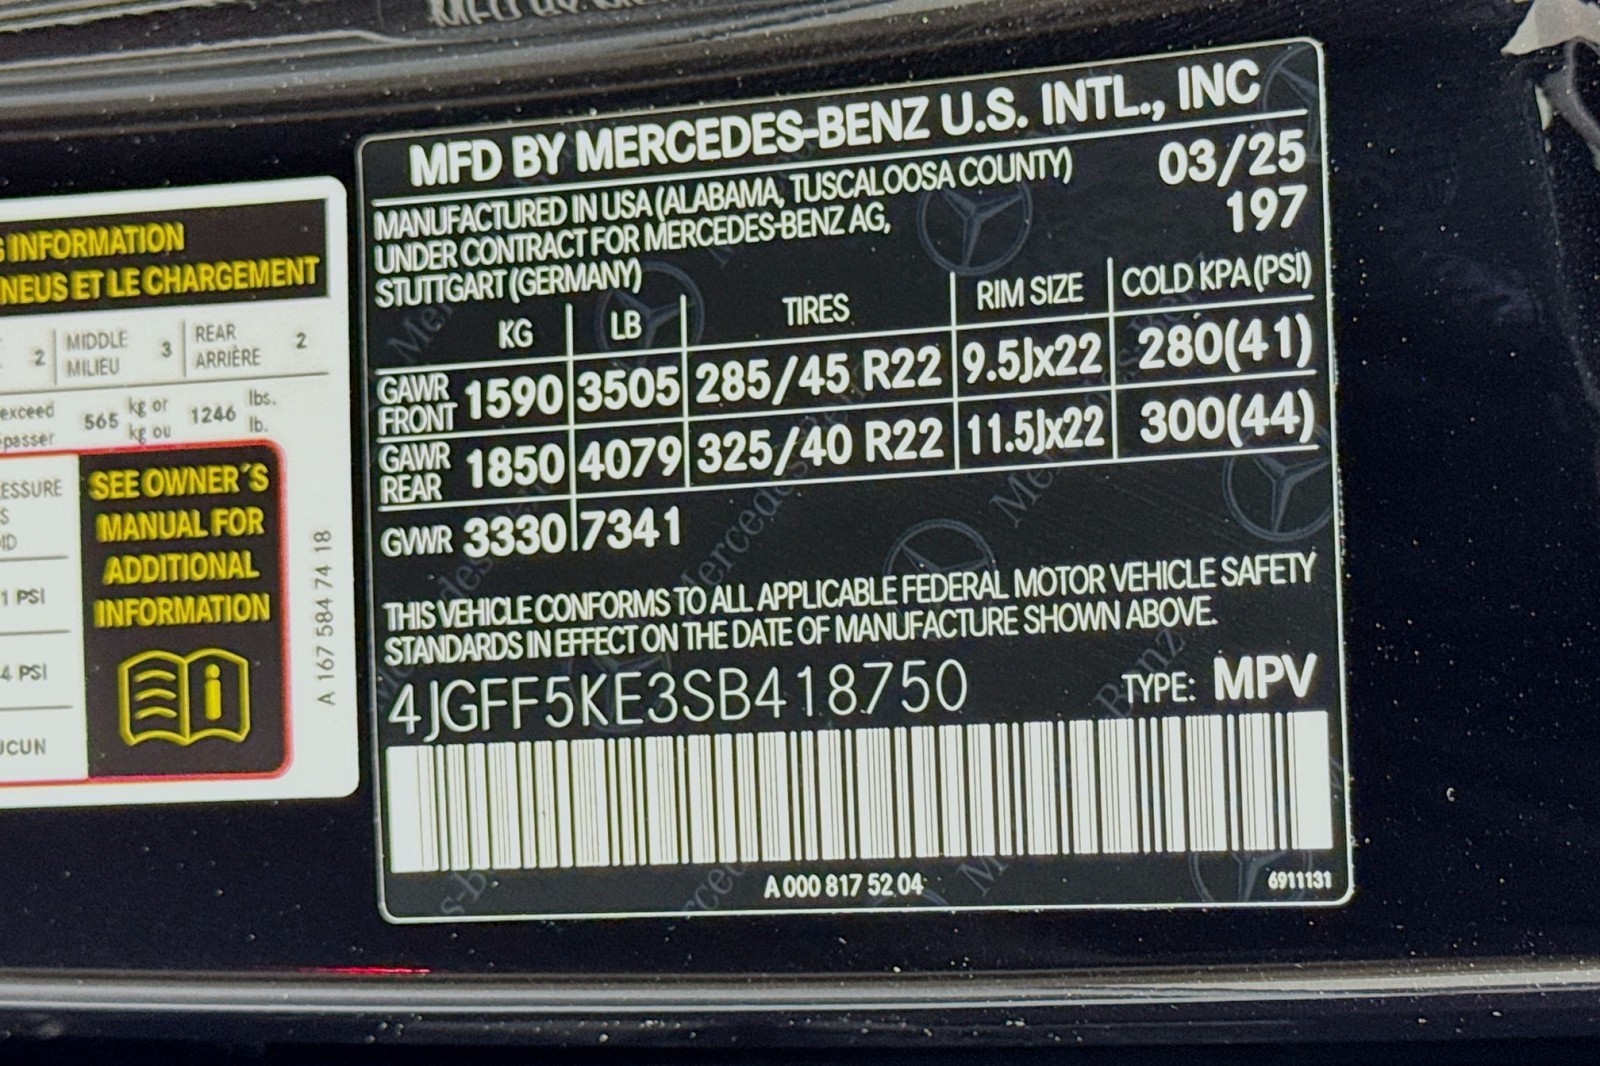 MFD BY MERCEDES-BENZ U.S. INTL., INC
MANUFACTURED IN USA (ALABAMA, TUSCALOOSA COUNTY) 03/25
UNDER CONTRACT FOR MERCEDES-BENZ AG, 197
STUTTGART (GERMANY)
KG LB TIRES RIM SIZE COLD KPA (PSI)
GAWR FRONT 1590 3505 285/45 R22 9.5Jx22 280(41)
GAWR REAR 1850 4079 325/40 R22 11.5Jx22 300(44)
GVWR 3330 7341
THIS VEHICLE CONFORMS TO ALL APPLICABLE FEDERAL MOTOR VEHICLE SAFETY
STANDARDS IN EFFECT ON THE DATE OF MANUFACTURE SHOWN ABOVE.
4JGFF5KE3SB418750 TYPE: MPV
A 000 817 52 04 6911131
INFORMATION
ET LE CHARGEMENT
2 MIDDLE 3 REAR 2
MILIEU ARRIÈRE
exceed 565 kg or 1246 lbs.
kg ou lb.
SEE OWNER´S
MANUAL FOR
ADDITIONAL
INFORMATION
1 PSI
4 PSI
A 167 584 74 18